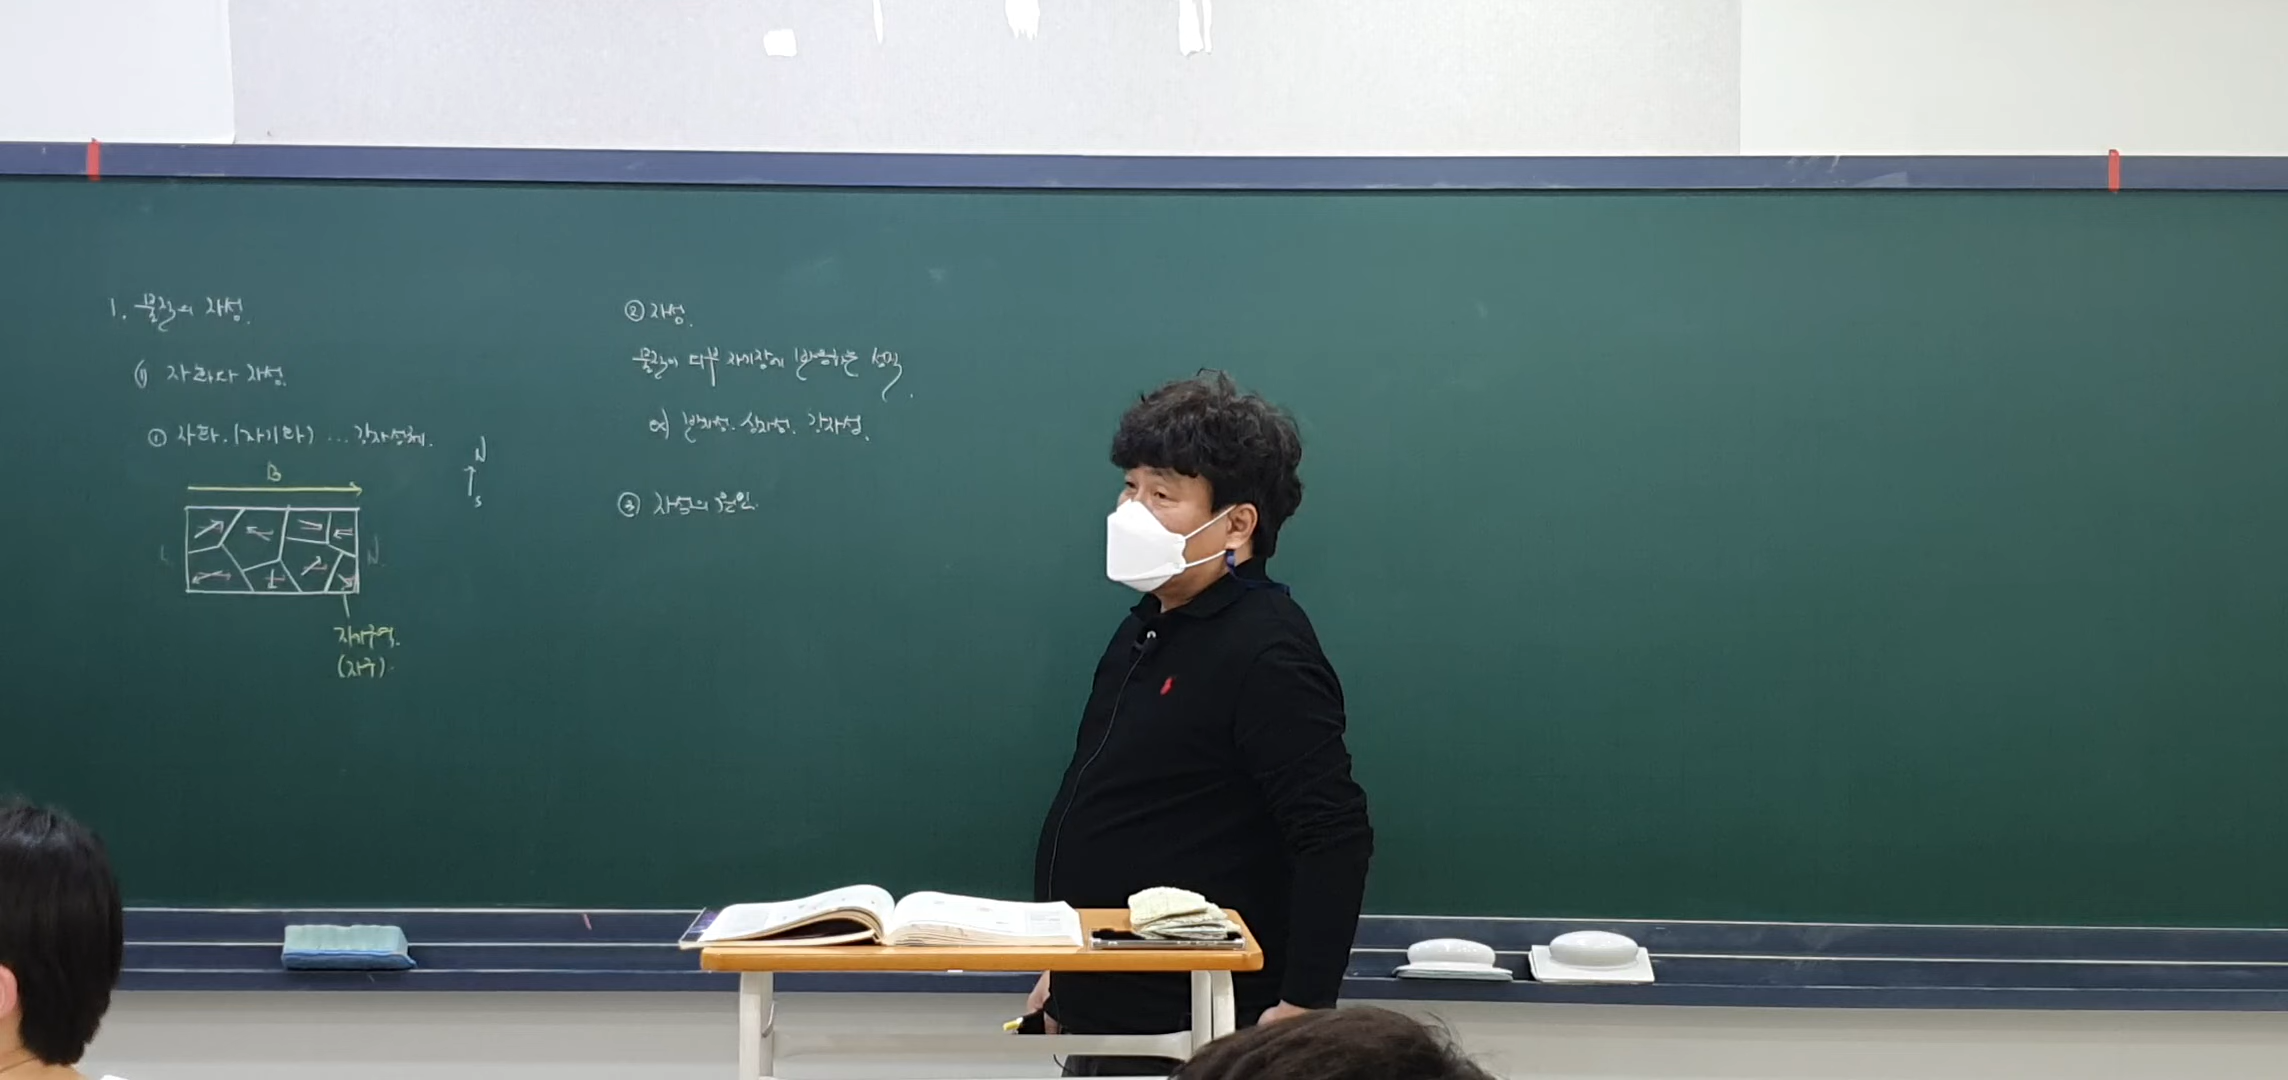 1. 물질의 자성.
(1) 자화와 자성.
① 자화. (자기화) ... 강자성체.
B
N
S
N
자기구역.
(자구).
② 자성.
물질이 외부 자기장에 반응하는 성질.
ex) 반자성. 상자성. 강자성.
③ 자성의 원인.